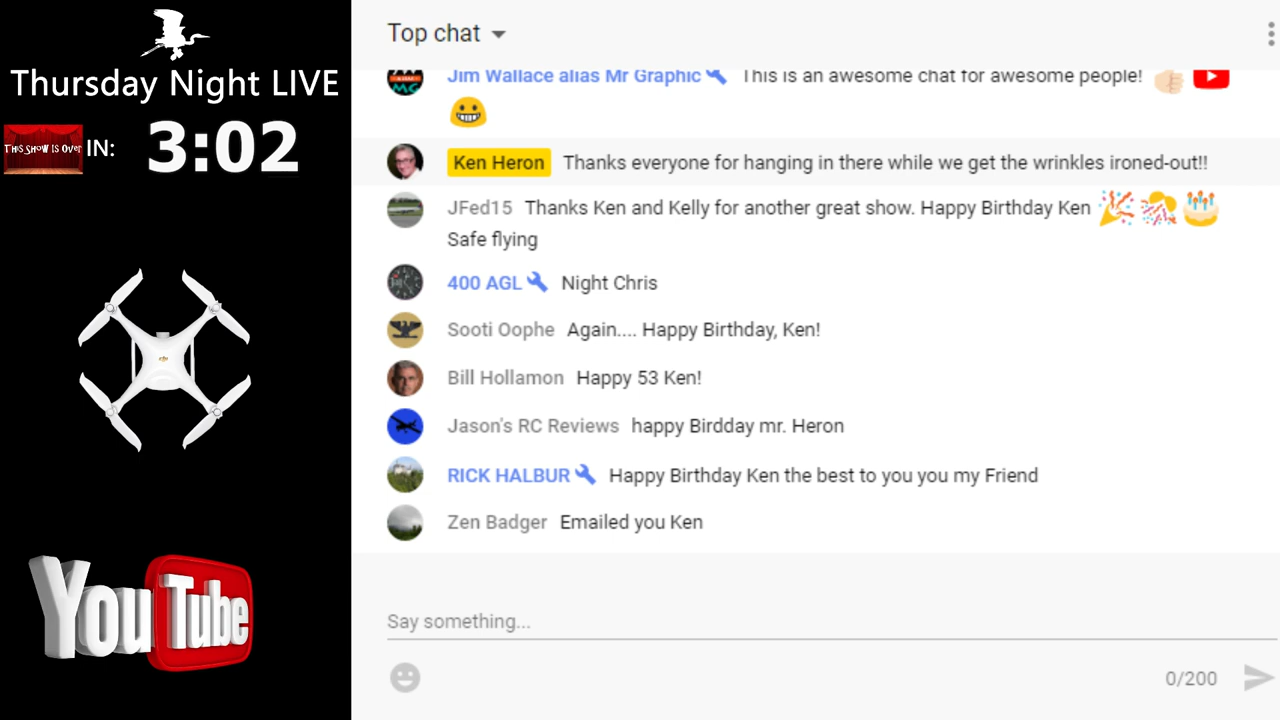 Thursday Night LIVE
THIS SHOW IS OVER IN: 3:02
YouTube
Top chat
Jim Wallace alias Mr Graphic This is an awesome chat for awesome people!
MG
Ken Heron Thanks everyone for hanging in there while we get the wrinkles ironed-out!!
JFed15 Thanks Ken and Kelly for another great show. Happy Birthday Ken
Safe flying
400 AGL Night Chris
Sooti Oophe Again.... Happy Birthday, Ken!
Bill Hollamon Happy 53 Ken!
Jason's RC Reviews happy Birdday mr. Heron
RICK HALBUR Happy Birthday Ken the best to you you my Friend
Zen Badger Emailed you Ken
Say something...
0/200